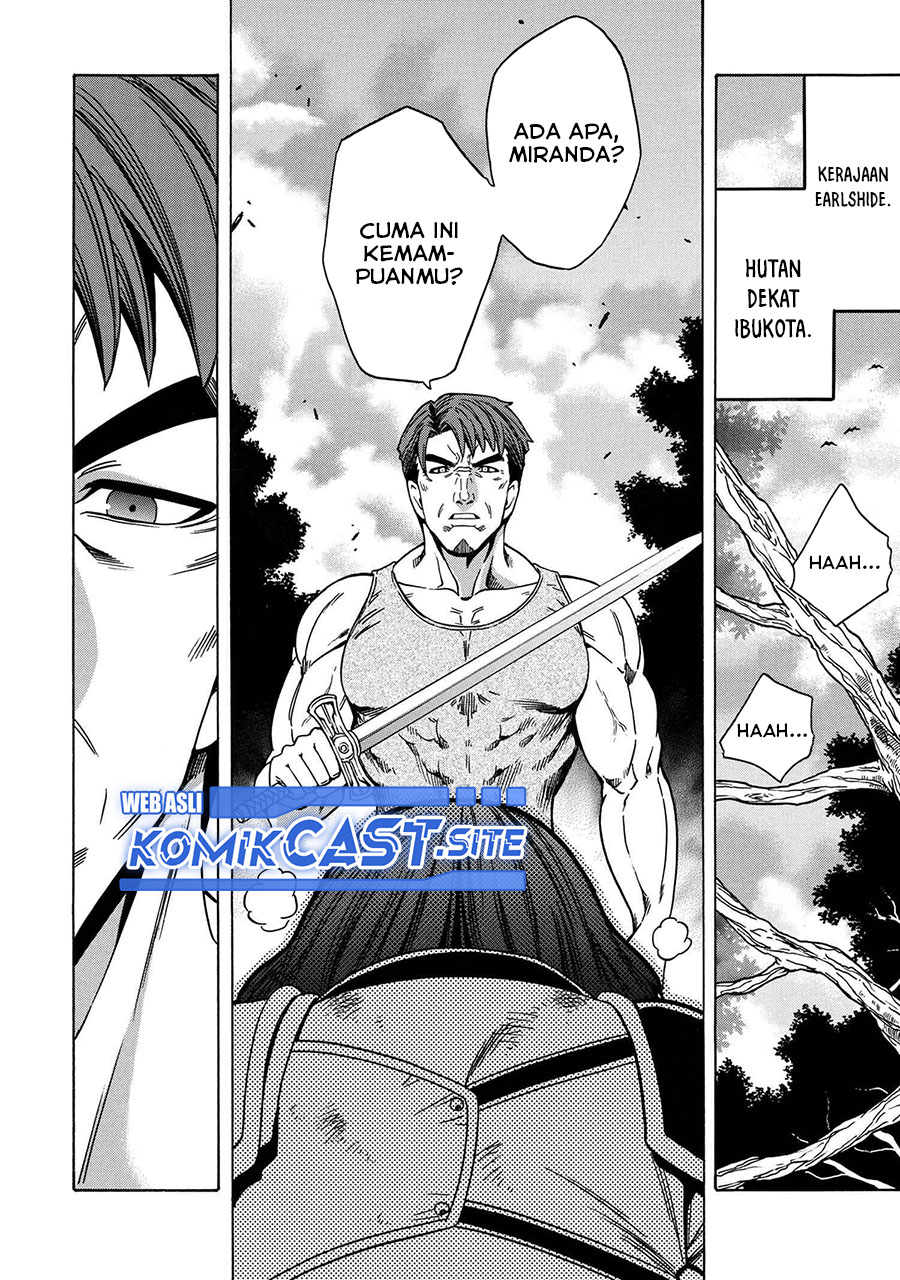 KERAJAAN
EARLSHIDE.
HUTAN
DEKAT
IBUKOTA.
HAAH...
HAAH...
ADA APA,
MIRANDA?
CUMA INI
KEMAM-
PUANMU?
WEB ASLI
KOMIKCAST.SITE